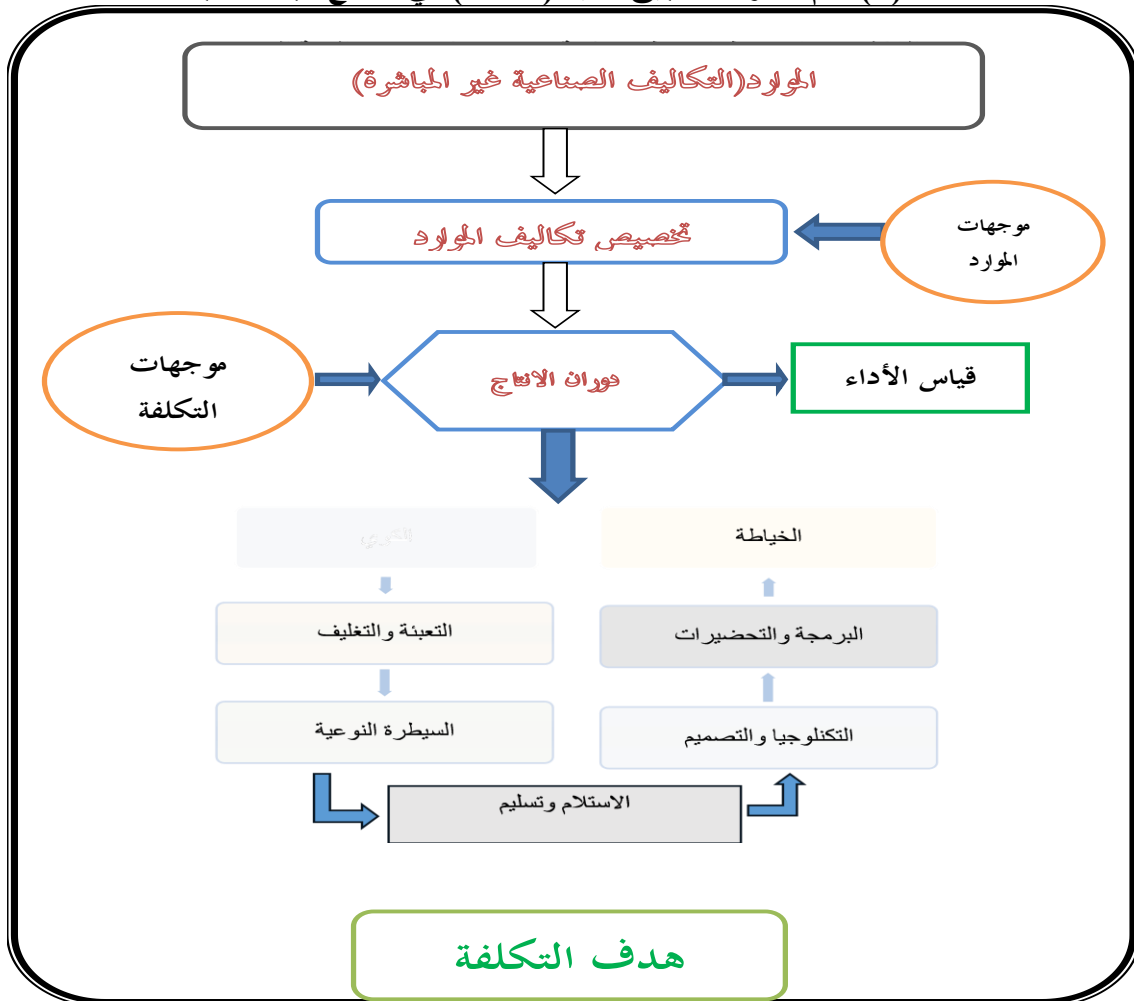 الموارد(التكاليف الصناعية غير المباشرة)
تخصيص تكاليف الموارد
موجهات
الموارد
موجهات
التكلفة
دوران الانتاج
قياس الأداء
الخياطة
التعبئة والتغليف
البرمجة والتحضيرات
السيطرة النوعية
التكنلوجيا والتصميم
الاستلام وتسليم
هدف التكلفة